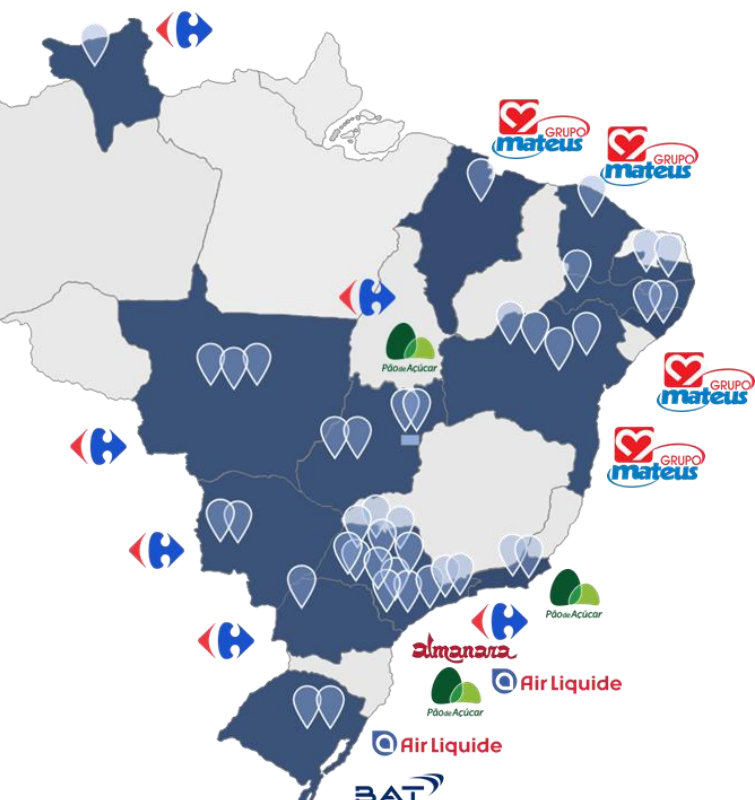 GRUPO
mateus
GRUPO
mateus
Pão de Açúcar
GRUPO
mateus
GRUPO
mateus
Pão de Açúcar
almanara
Air Liquide
Pão de Açúcar
Air Liquide
BAT